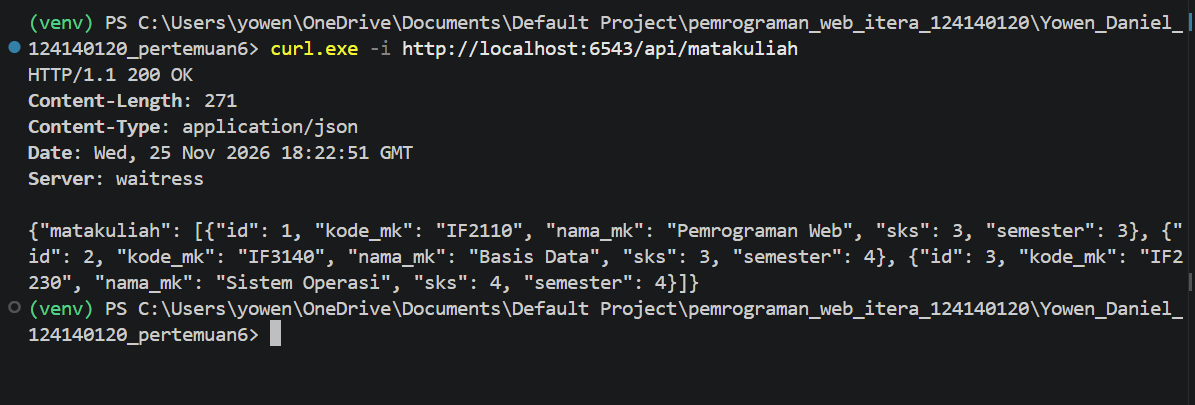 (venv) PS C:\Users\yowen\OneDrive\Documents\Default Project\pemrograman_web_itera_124140120\Yowen_Daniel_
124140120_pertemuan6> curl.exe -i http://localhost:6543/api/matakuliah
HTTP/1.1 200 OK
Content-Length: 271
Content-Type: application/json
Date: Wed, 25 Nov 2026 18:22:51 GMT
Server: waitress
{"matakuliah": [{"id": 1, "kode_mk": "IF2110", "nama_mk": "Pemrograman Web", "sks": 3, "semester": 3}, {"
id": 2, "kode_mk": "IF3140", "nama_mk": "Basis Data", "sks": 3, "semester": 4}, {"id": 3, "kode_mk": "IF2
230", "nama_mk": "Sistem Operasi", "sks": 4, "semester": 4}]}
(venv) PS C:\Users\yowen\OneDrive\Documents\Default Project\pemrograman_web_itera_124140120\Yowen_Daniel_
124140120_pertemuan6>